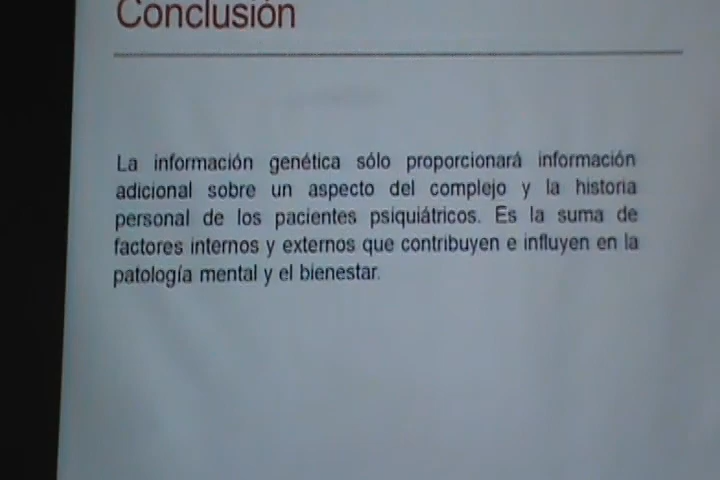 Conclusión
La información genética sólo proporcionará información
adicional sobre un aspecto del complejo y la historia
personal de los pacientes psiquiátricos. Es la suma de
factores internos y externos que contribuyen e influyen en la
patología mental y el bienestar.